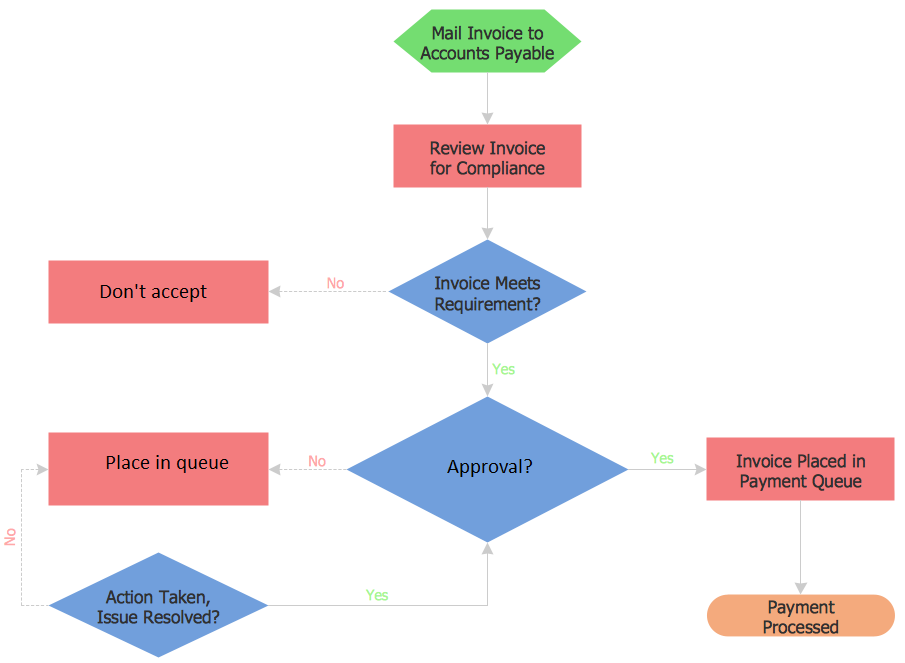 Mail Invoice to
Accounts Payable
Review Invoice
for Compliance
Invoice Meets
Requirement?
No
Don't accept
Yes
Approval?
No
Place in queue
Yes
Invoice Placed in
Payment Queue
No
Action Taken,
Issue Resolved?
Yes
Payment
Processed